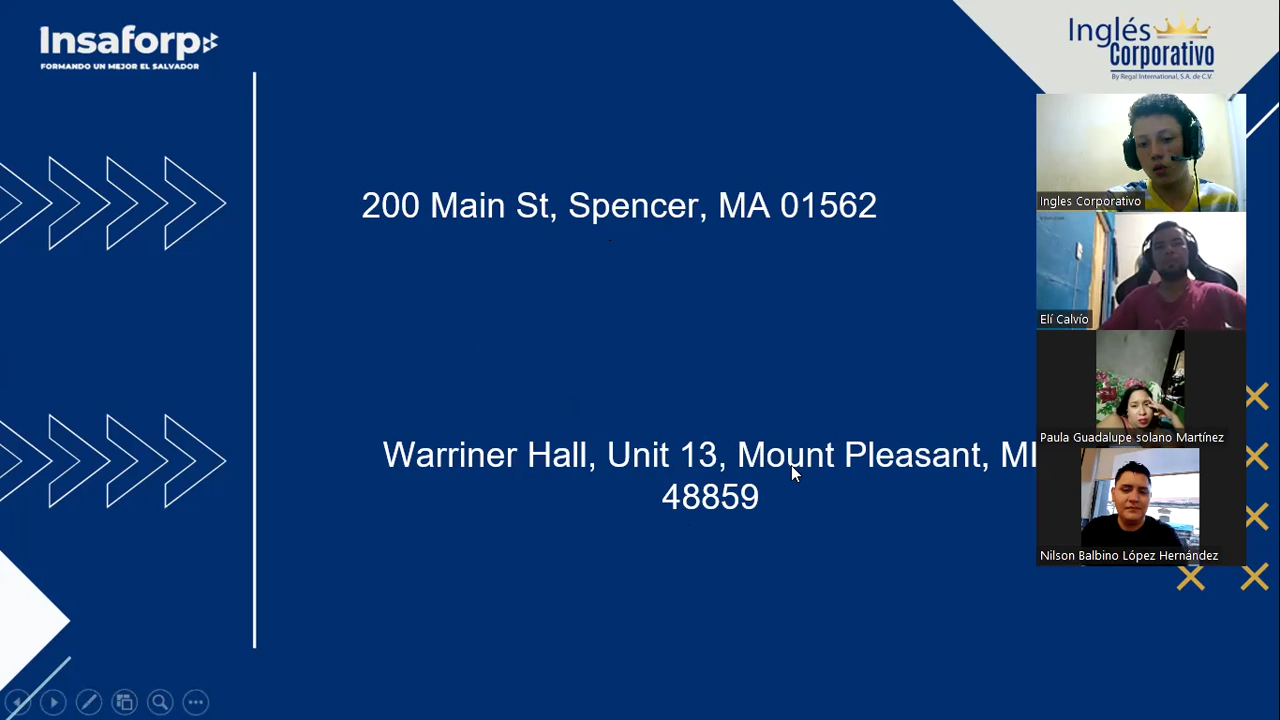 Insaforp
FORMANDO UN MEJOR EL SALVADOR
Inglés
Corporativo
By Regal International, S.A. de C.V.
200 Main St, Spencer, MA 01562
Ingles Corporativo
Elí Calvío
Paula Guadalupe solano Martínez
Warriner Hall, Unit 13, Mount Pleasant, MI
48859
Nilson Balbino López Hernández